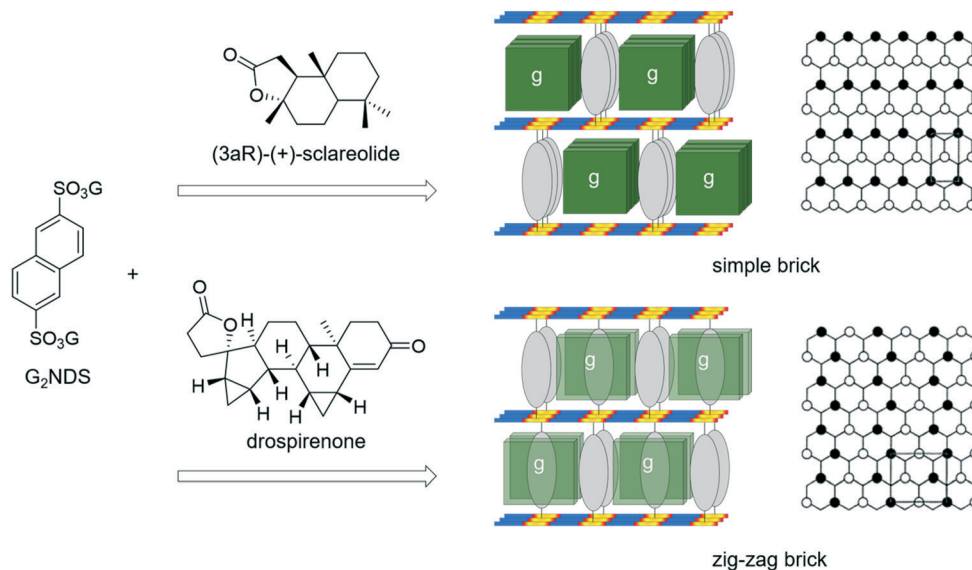 O
O
H
(3aR)-(+)-sclareolide
g
g
g
g
simple brick
SO₃G
SO₃G
G₂NDS
+
O
O
H
H
H
H
H
H
H
O
drospirenone
g
g
g
g
zig-zag brick